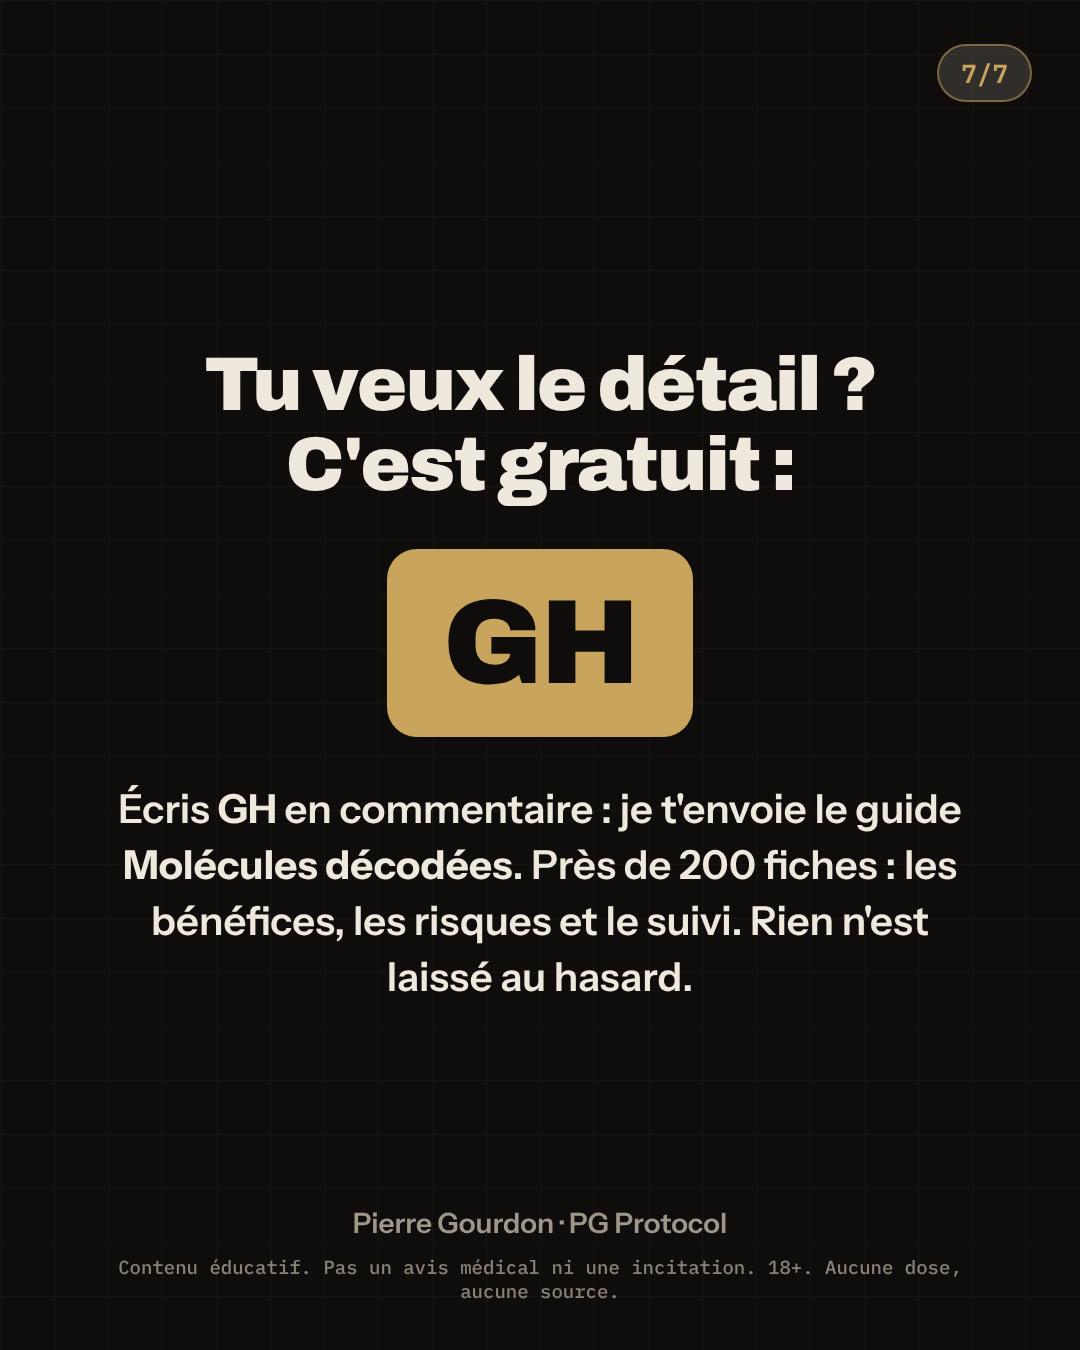 7/7
Tu veux le détail ?
C'est gratuit :
GH
Écris GH en commentaire : je t'envoie le guide
Molécules décodées. Près de 200 fiches : les
bénéfices, les risques et le suivi. Rien n'est
laissé au hasard.
Pierre Gourdon · PG Protocol
Contenu éducatif. Pas un avis médical ni une incitation. 18+. Aucune dose,
aucune source.